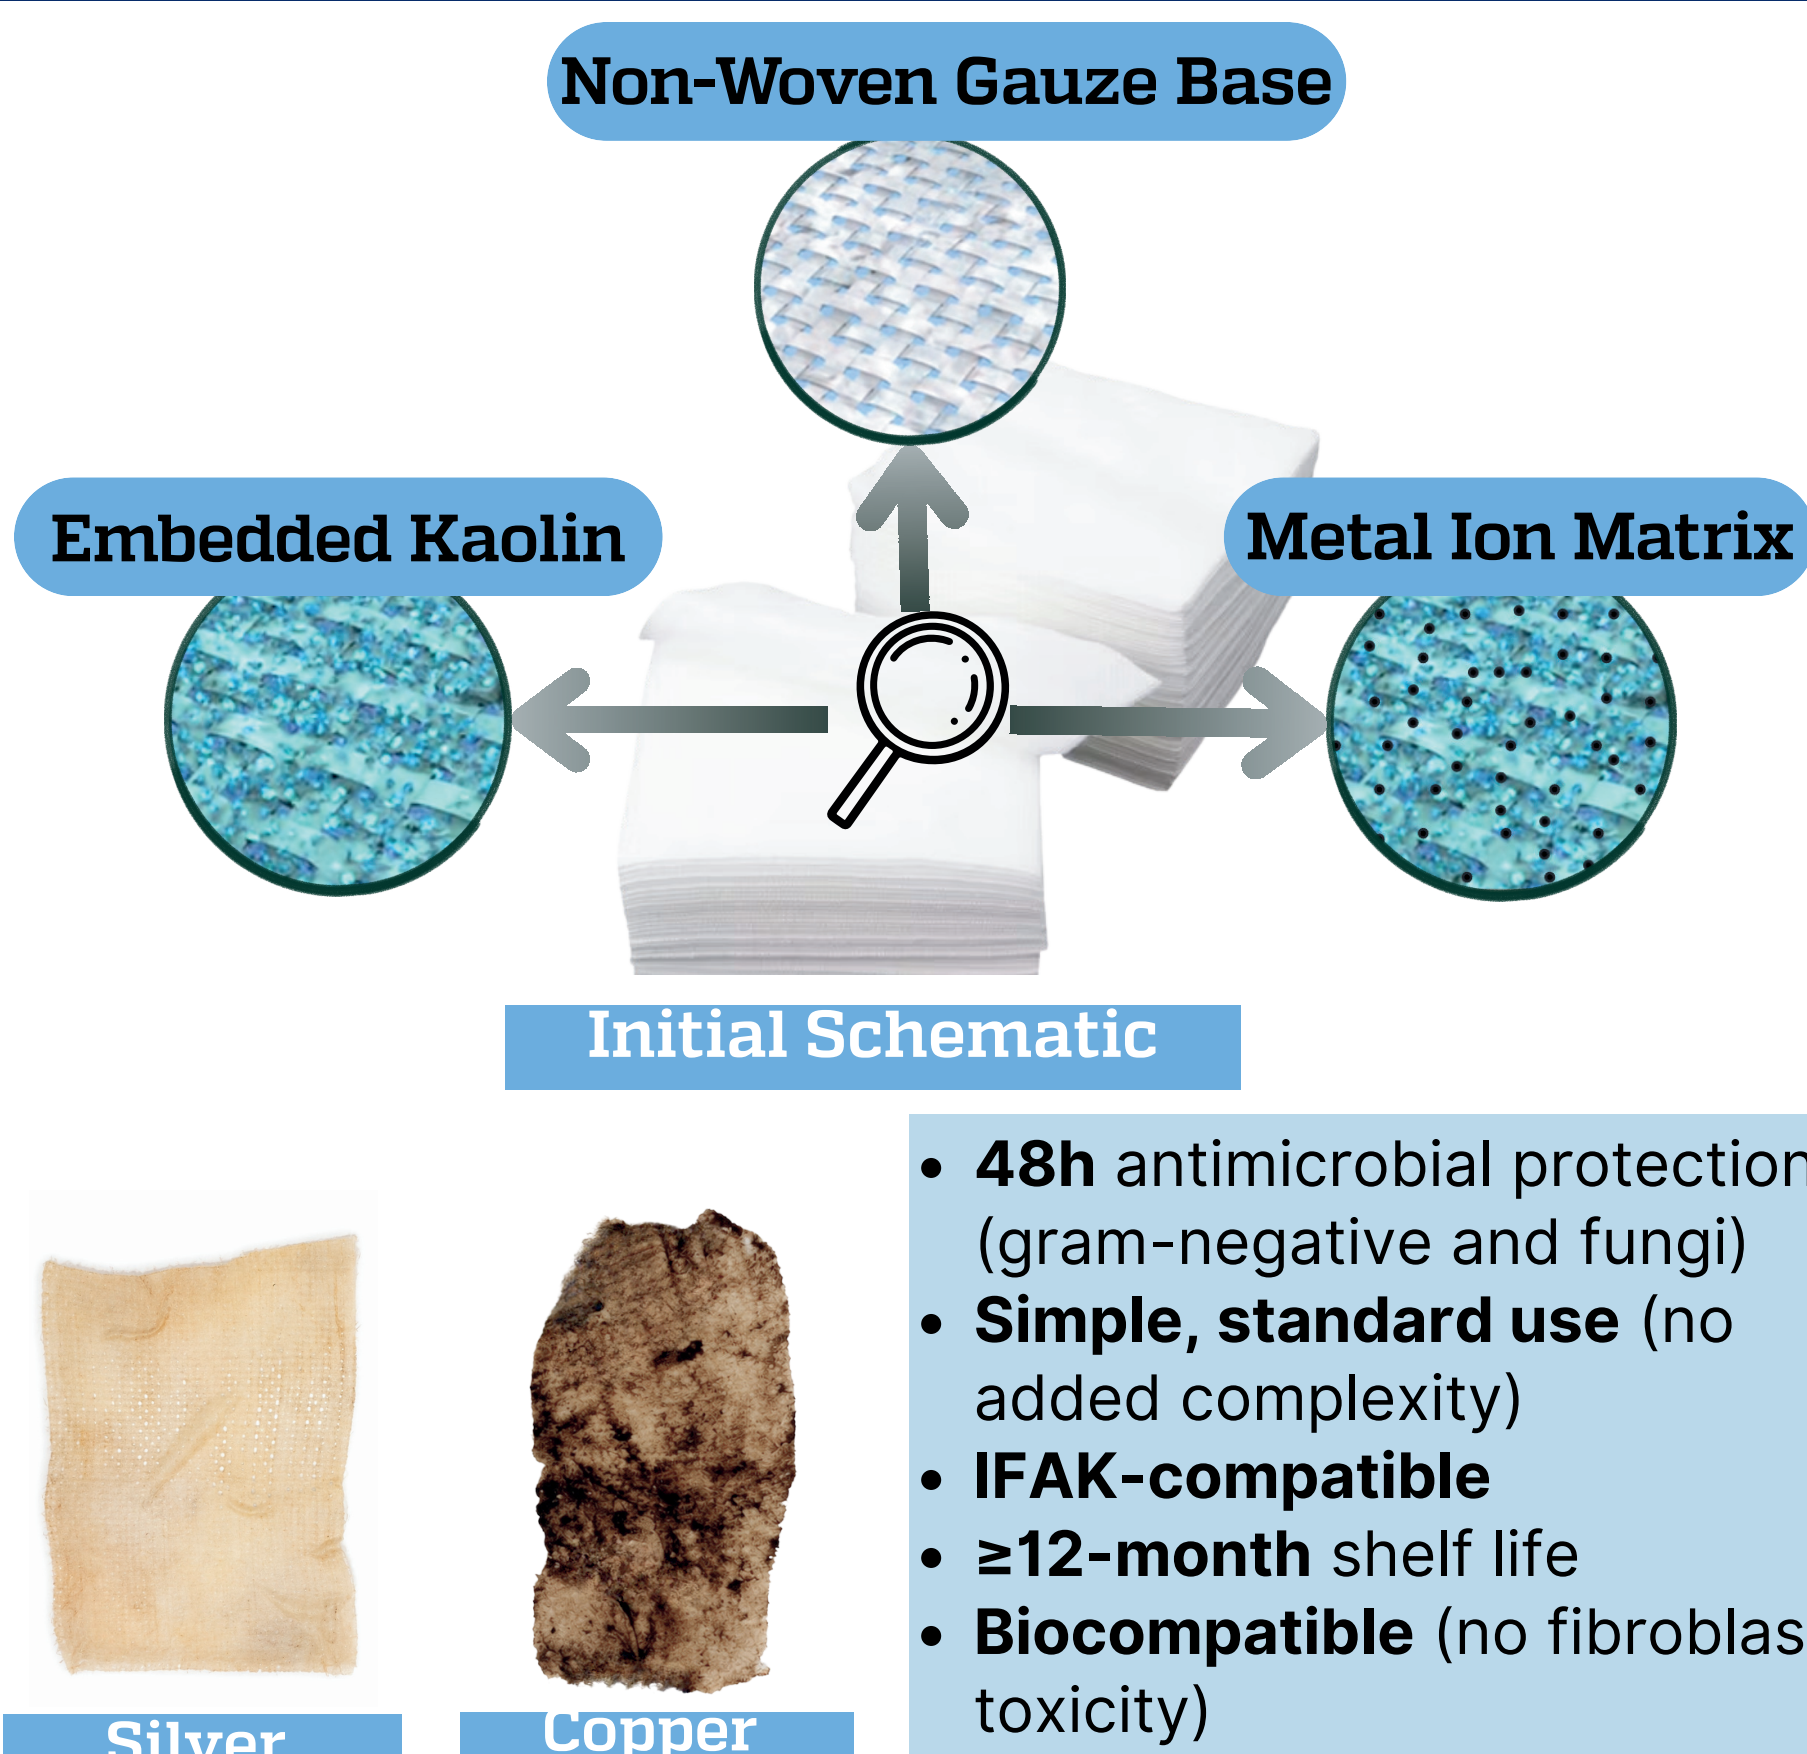 Non-Woven Gauze Base
Embedded Kaolin
Metal Ion Matrix
Initial Schematic
• 48h antimicrobial protection
(gram-negative and fungi)
• Simple, standard use (no
added complexity)
• IFAK-compatible
• ≥12-month shelf life
• Biocompatible (no fibroblas
toxicity)
Silver
Copper